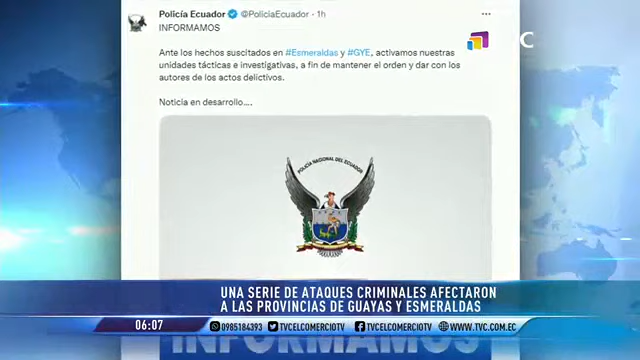 Policía Ecuador @PoliciaEcuador · 1h
INFORMAMOS
Ante los hechos suscitados en #Esmeraldas y #GYE, activamos nuestras
unidades tácticas e investigativas, a fin de mantener el orden y dar con los
autores de los actos delictivos.
Noticia en desarrollo....
POLICIA NACIONAL DEL ECUADOR
UNA SERIE DE ATAQUES CRIMINALES AFECTARON
A LAS PROVINCIAS DE GUAYAS Y ESMERALDAS
06:07 0985184393 TVCELCOMERCIOTV TVCELCOMERCIOTV WWW.TVC.COM.EC
INFORMAMOS